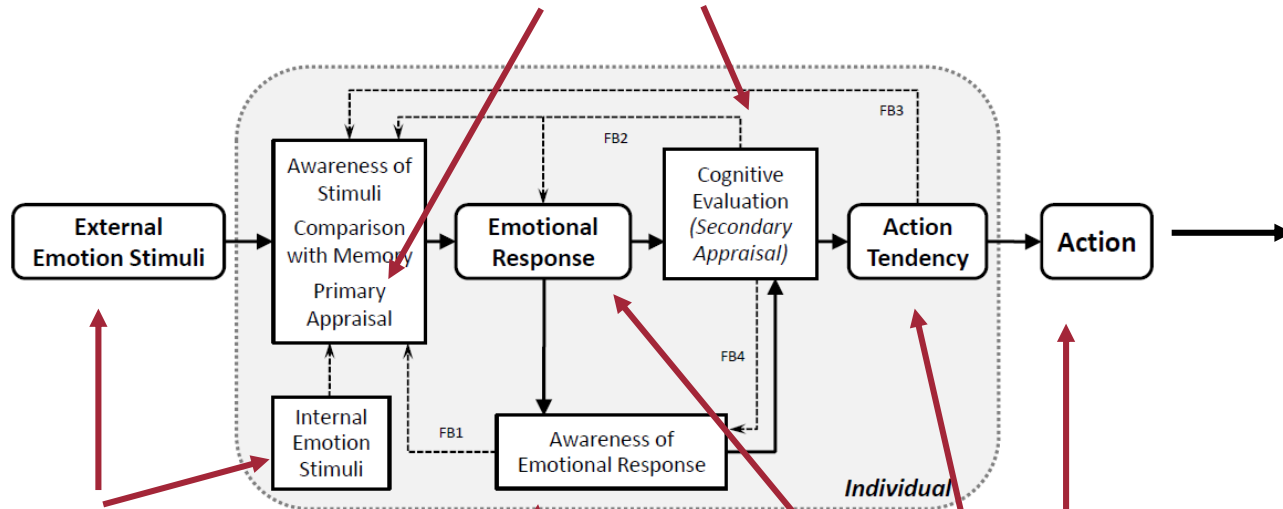 FB3
FB2
Awareness of
Stimuli
Comparison
with Memory
Primary
Appraisal
Cognitive
Evaluation
(Secondary
Appraisal)
External
Emotion Stimuli
Emotional
Response
Action
Tendency
Action
FB4
Internal
Emotion
Stimuli
FB1
Awareness of
Emotional Response
Individual